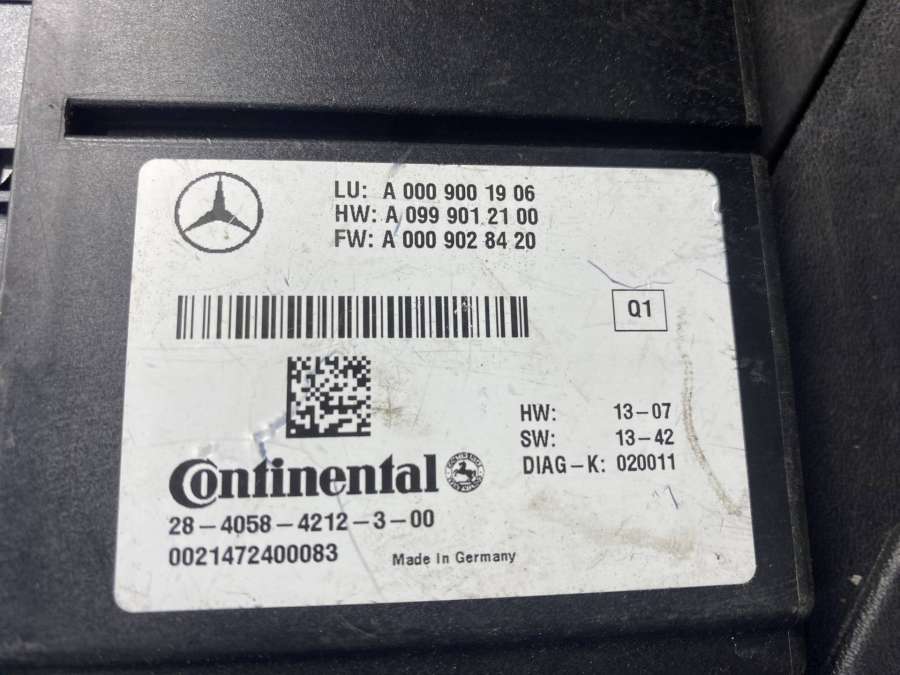 LU: A 000 900 19 06
HW: A 099 901 21 00
FW: A 000 902 84 20
Q1
HW: 13-07
SW: 13-42
DIAG-K: 020011
Continental
28-4058-4212-3-00
0021472400083
Made In Germany